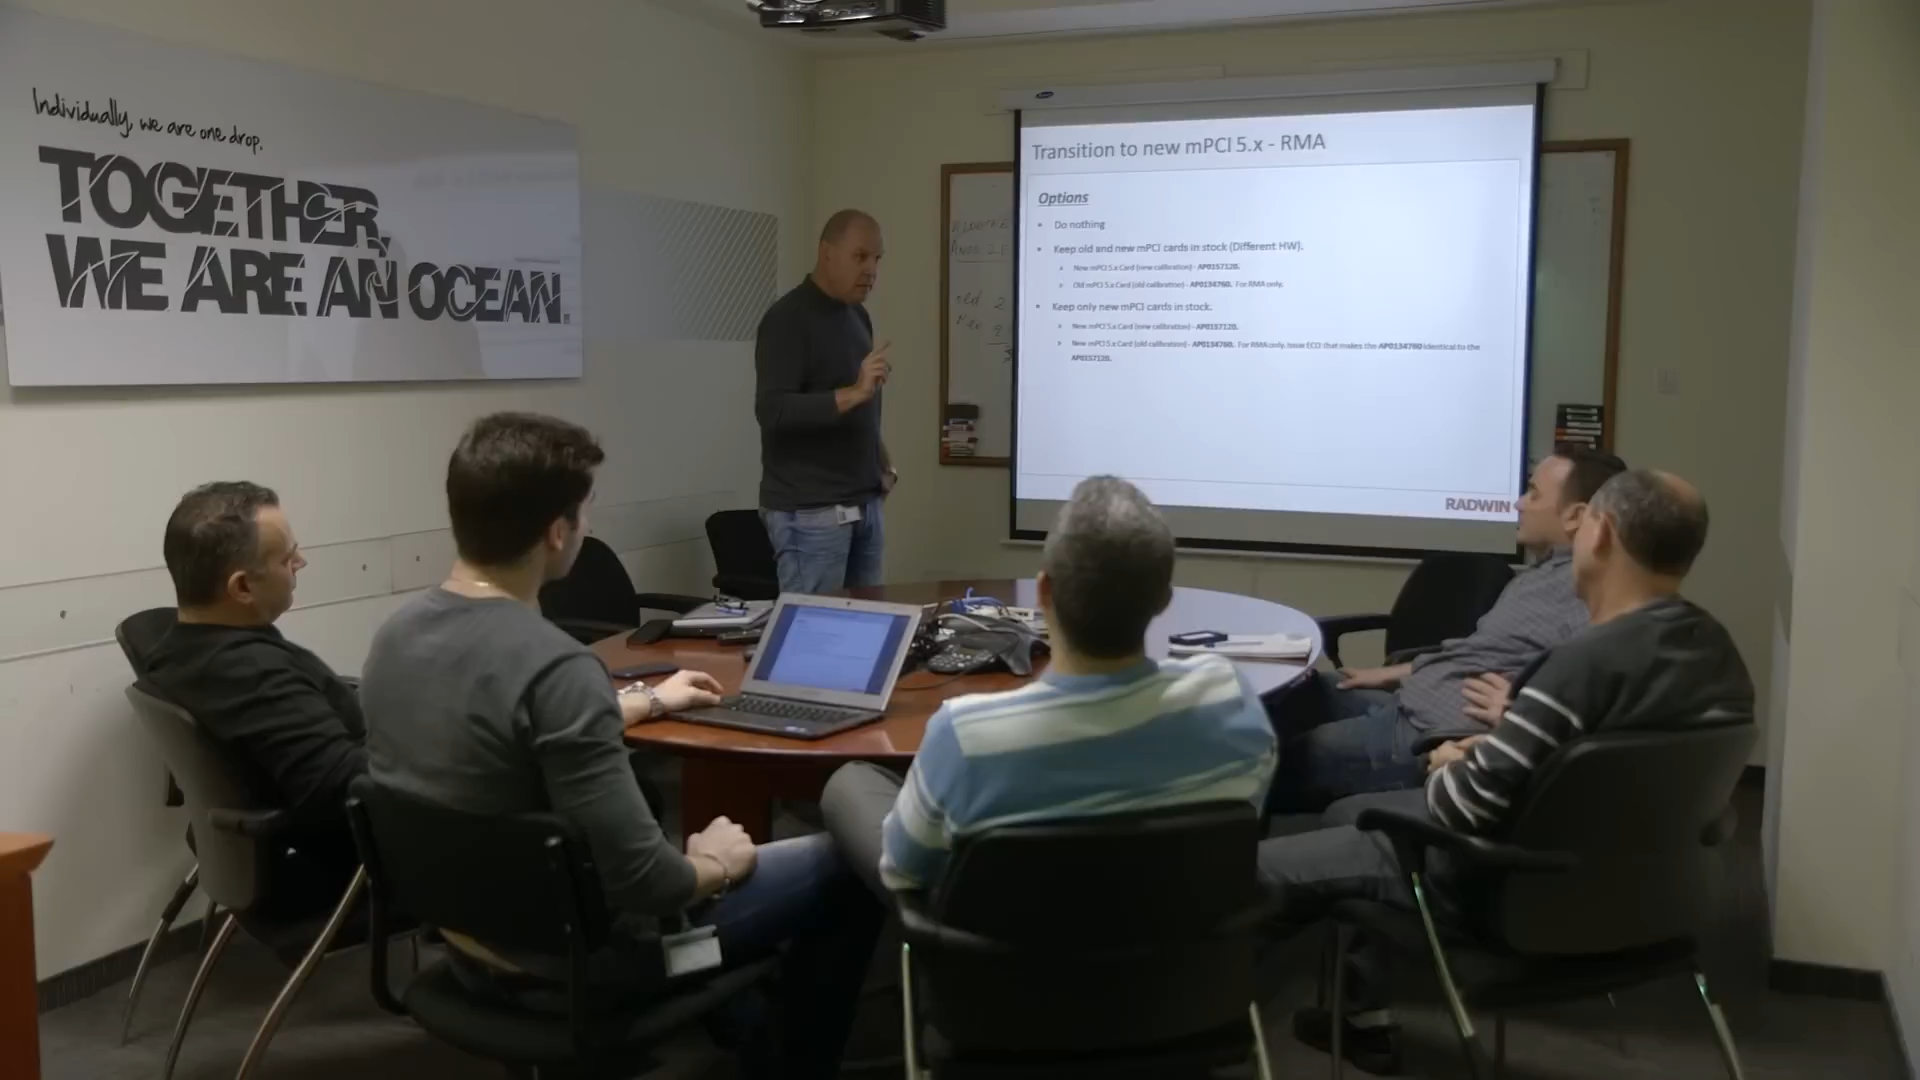 Individually, we are one drop.
TOGETHER,
WE ARE AN OCEAN.
Transition to new mPCI 5.x - RMA
Options
• Do nothing
• Keep old and new mPCI cards in stock (Different HW).
New mPCI 5.x Card (new calibration) - AP0157120.
Old mPCI 5.x Card (old calibration) - AP0134760. For RMA only.
• Keep only new mPCI cards in stock.
New mPCI 5.x Card (new calibration) - AP0157120.
New mPCI 5.x Card (old calibration) - AP0134760. For RMA only. Issue ECO that makes the AP0134760 identical to the
AP0157120.
RADWIN
old 2